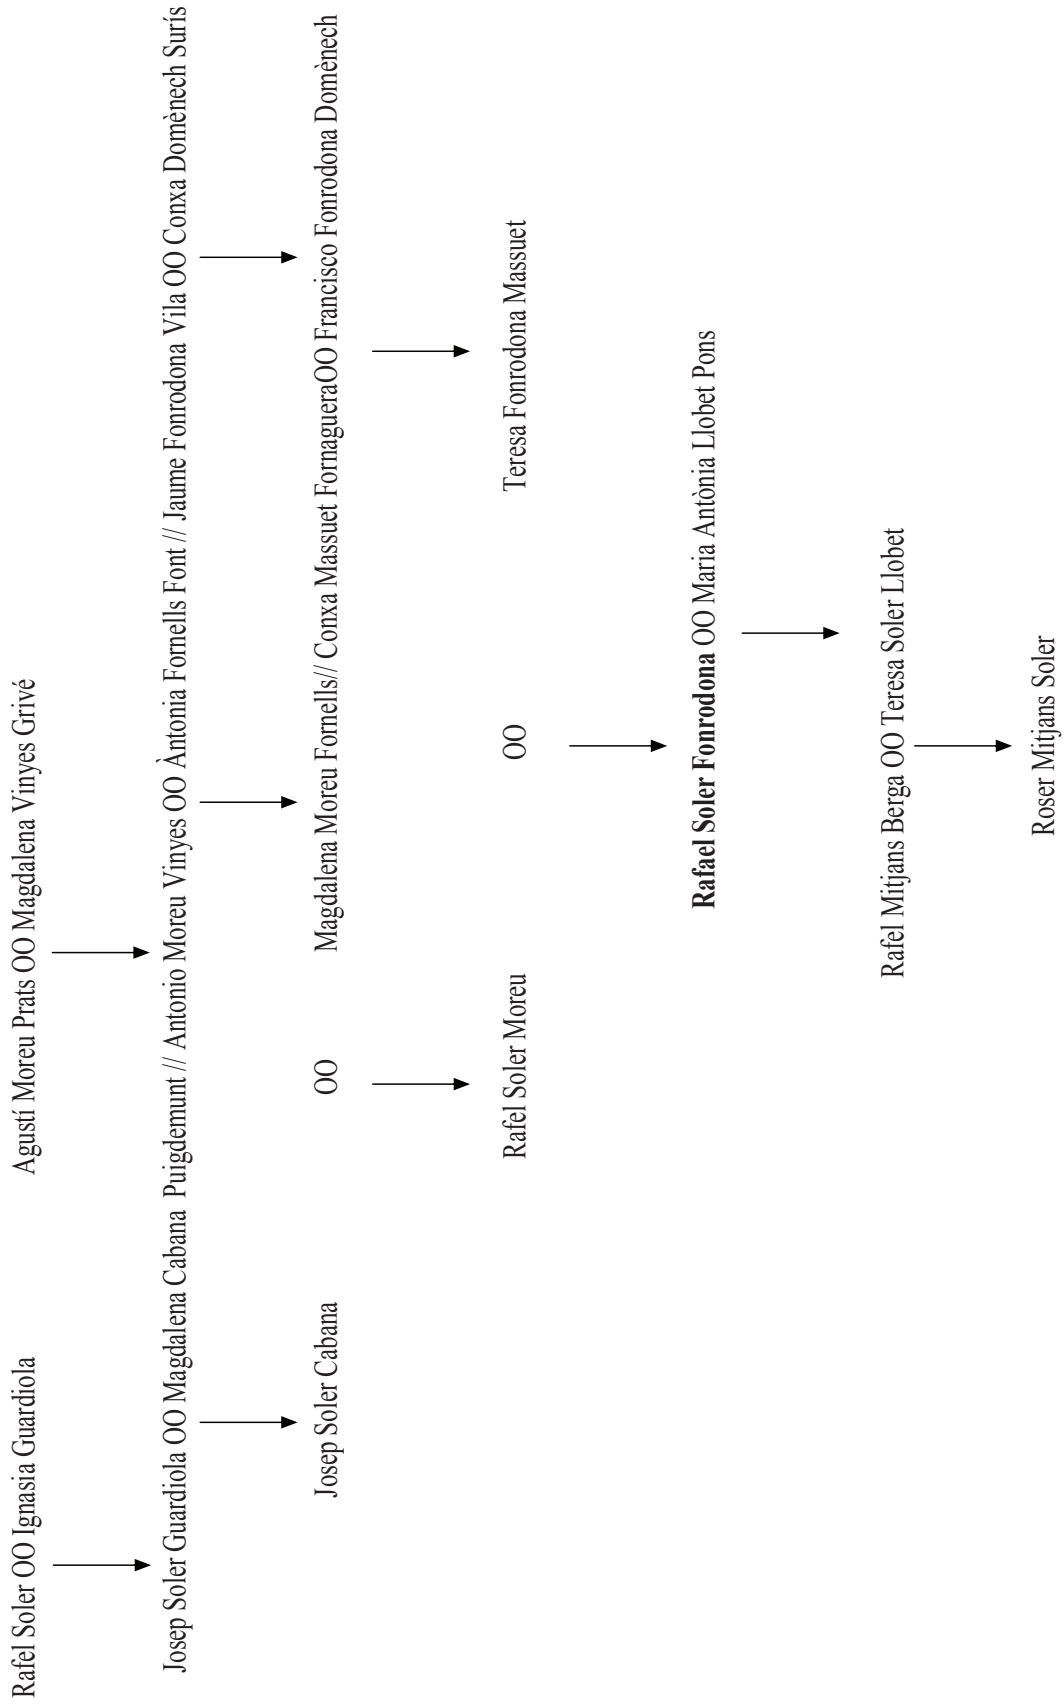 Rafel Soler OO Ignasia Guardiola
Agustí Moreu Prats OO Magdalena Vinyes Grivé
Josep Soler Guardiola OO Magdalena Cabana Puigdemunt // Antonio Moreu Vinyes OO Àntonia Fornells Font // Jaume Fonrodona Vila OO Conxa Domènech Surís
Josep Soler Cabana
OO
Magdalena Moreu Fornells// Conxa Massuet FornagueraOO Francisco Fonrodona Domènech
Rafel Soler Moreu
OO
Teresa Fonrodona Massuet
Rafael Soler Fonrodona OO Maria Antònia Llobet Pons
Rafel Mitjans Berga OO Teresa Soler Llobet
Roser Mitjans Soler